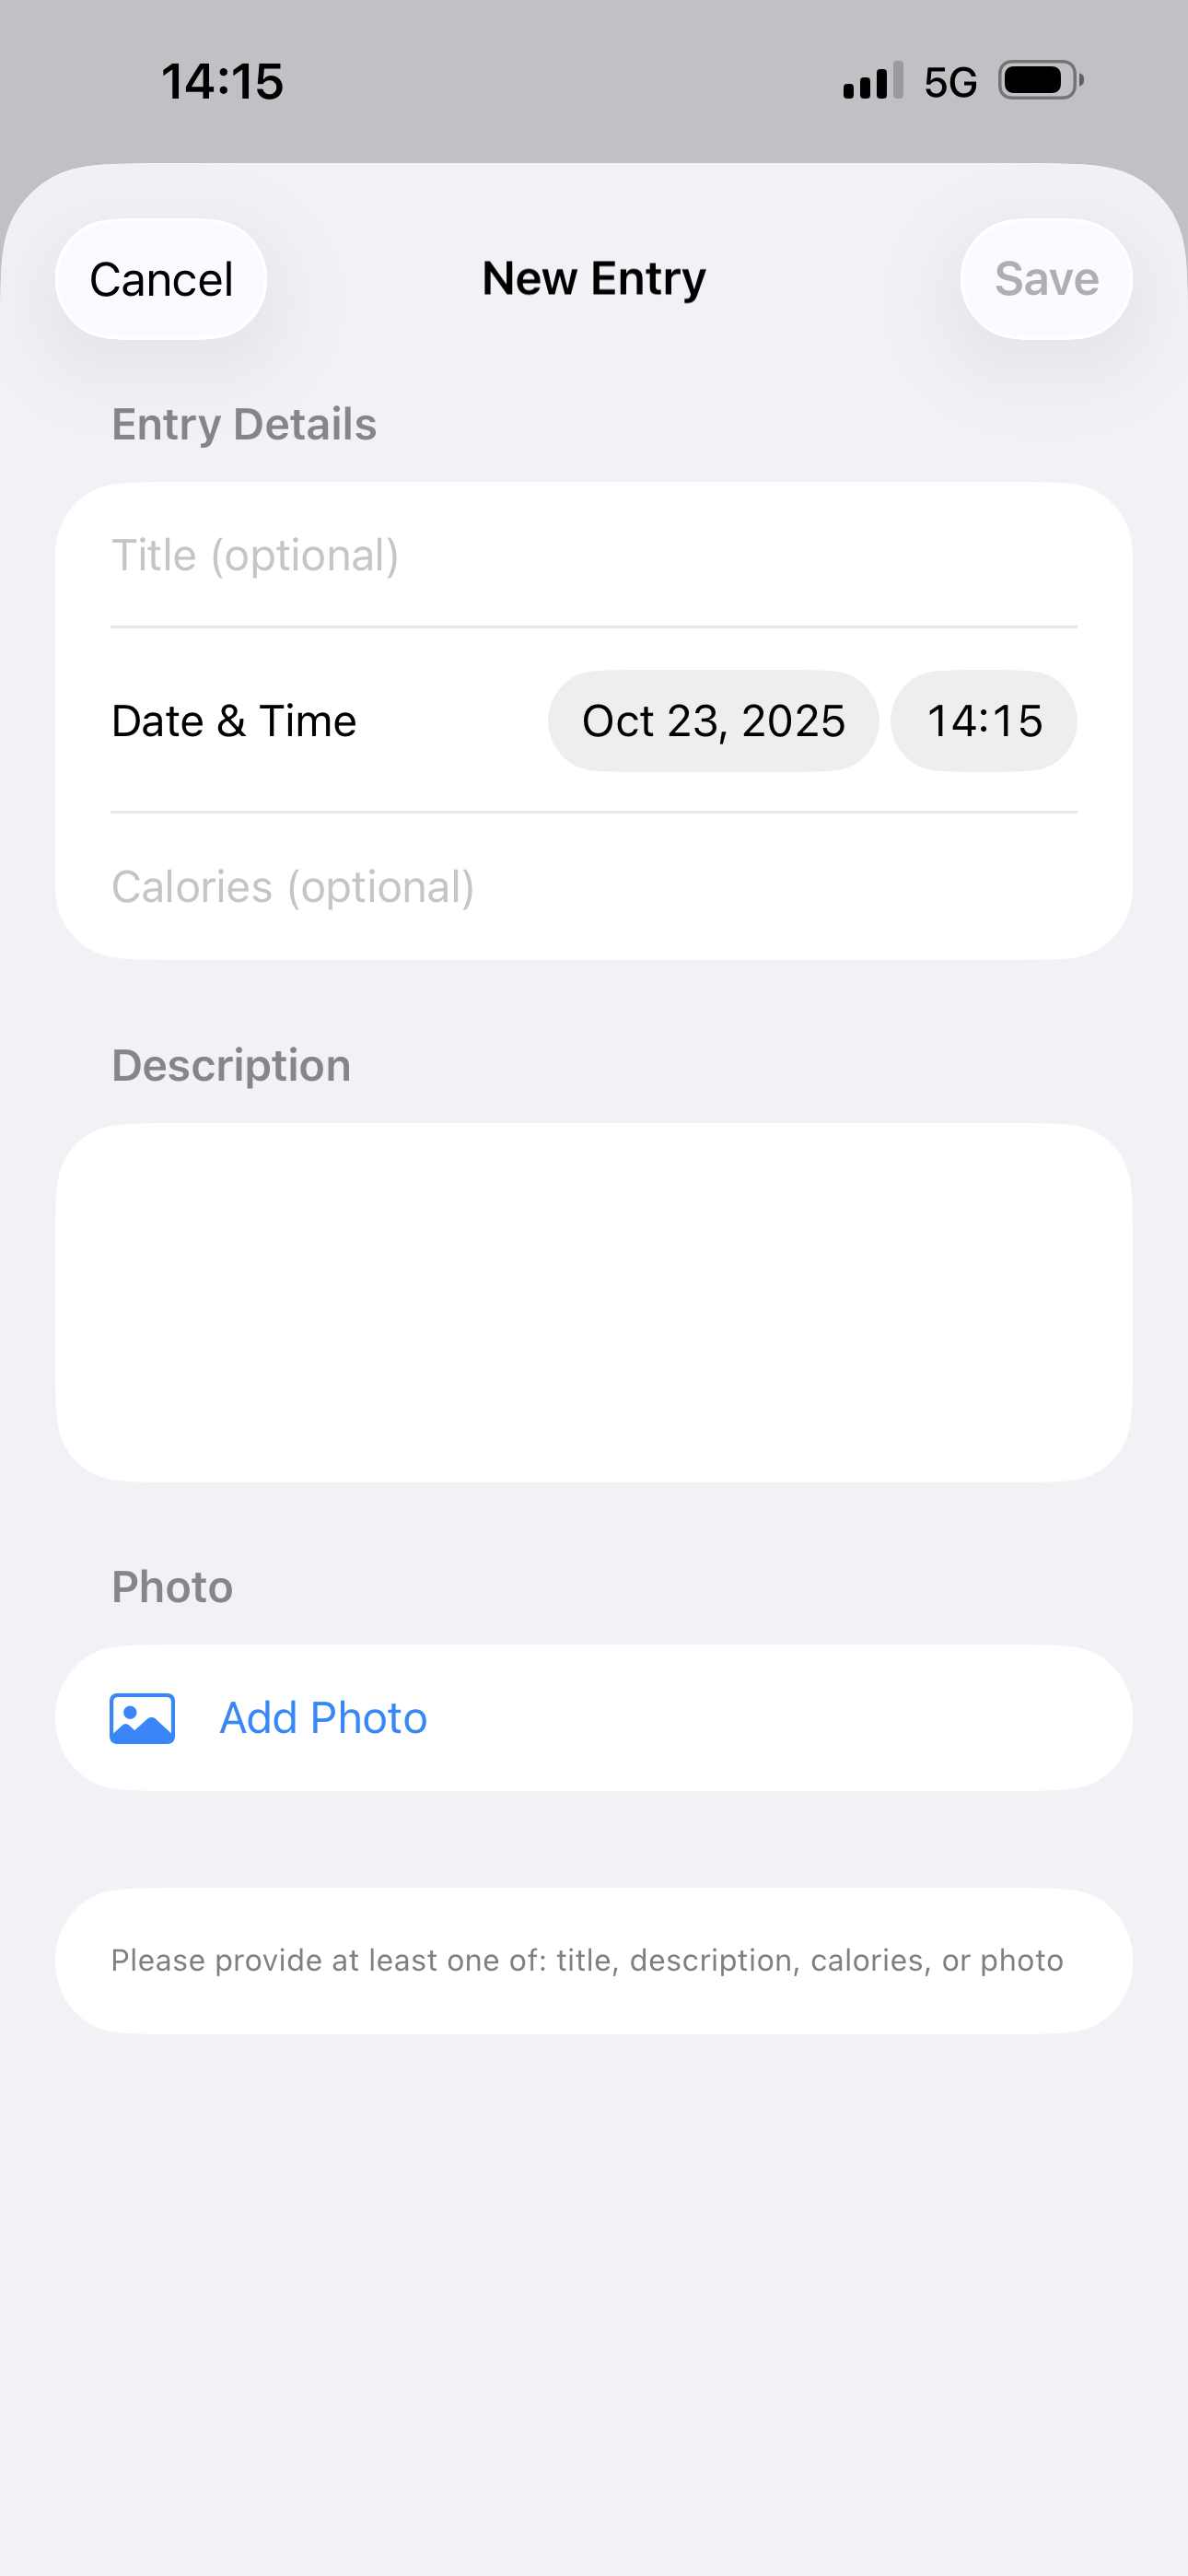 14:15 5G
Cancel New Entry Save
Entry Details
Title (optional)
Date & Time Oct 23, 2025 14:15
Calories (optional)
Description
Photo
Add Photo
Please provide at least one of: title, description, calories, or photo